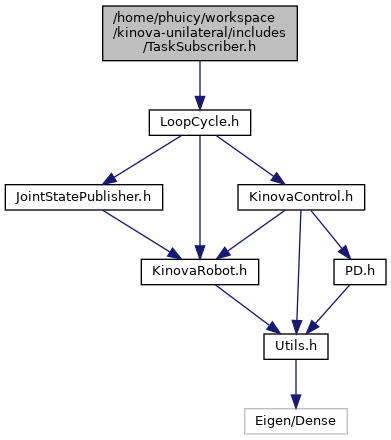 /home/phuicy/workspace
/kinova-unilateral/includes
/TaskSubscriber.h
LoopCycle.h
JointStatePublisher.h
KinovaControl.h
KinovaRobot.h
PD.h
Utils.h
Eigen/Dense